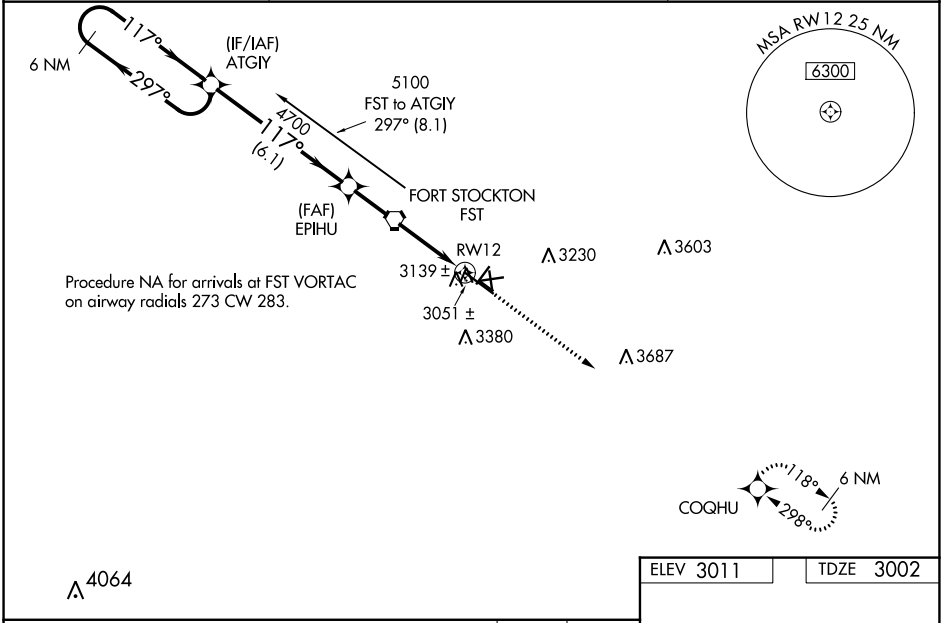 117°
297°
6 NM
(IF/IAF)
ATGIY
5100
FST to ATGIY
297° (8.1)
4700
117°
(6.1)
(FAF)
EPIHU
FORT STOCKTON
FST
RW12
3139 ±
3051 ±
3230
3603
3380
3687
MSA RW12 25 NM
6300
Procedure NA for arrivals at FST VORTAC
on airway radials 273 CW 283.
COQHU
118°
298°
6 NM
4064
ELEV 3011
TDZE 3002